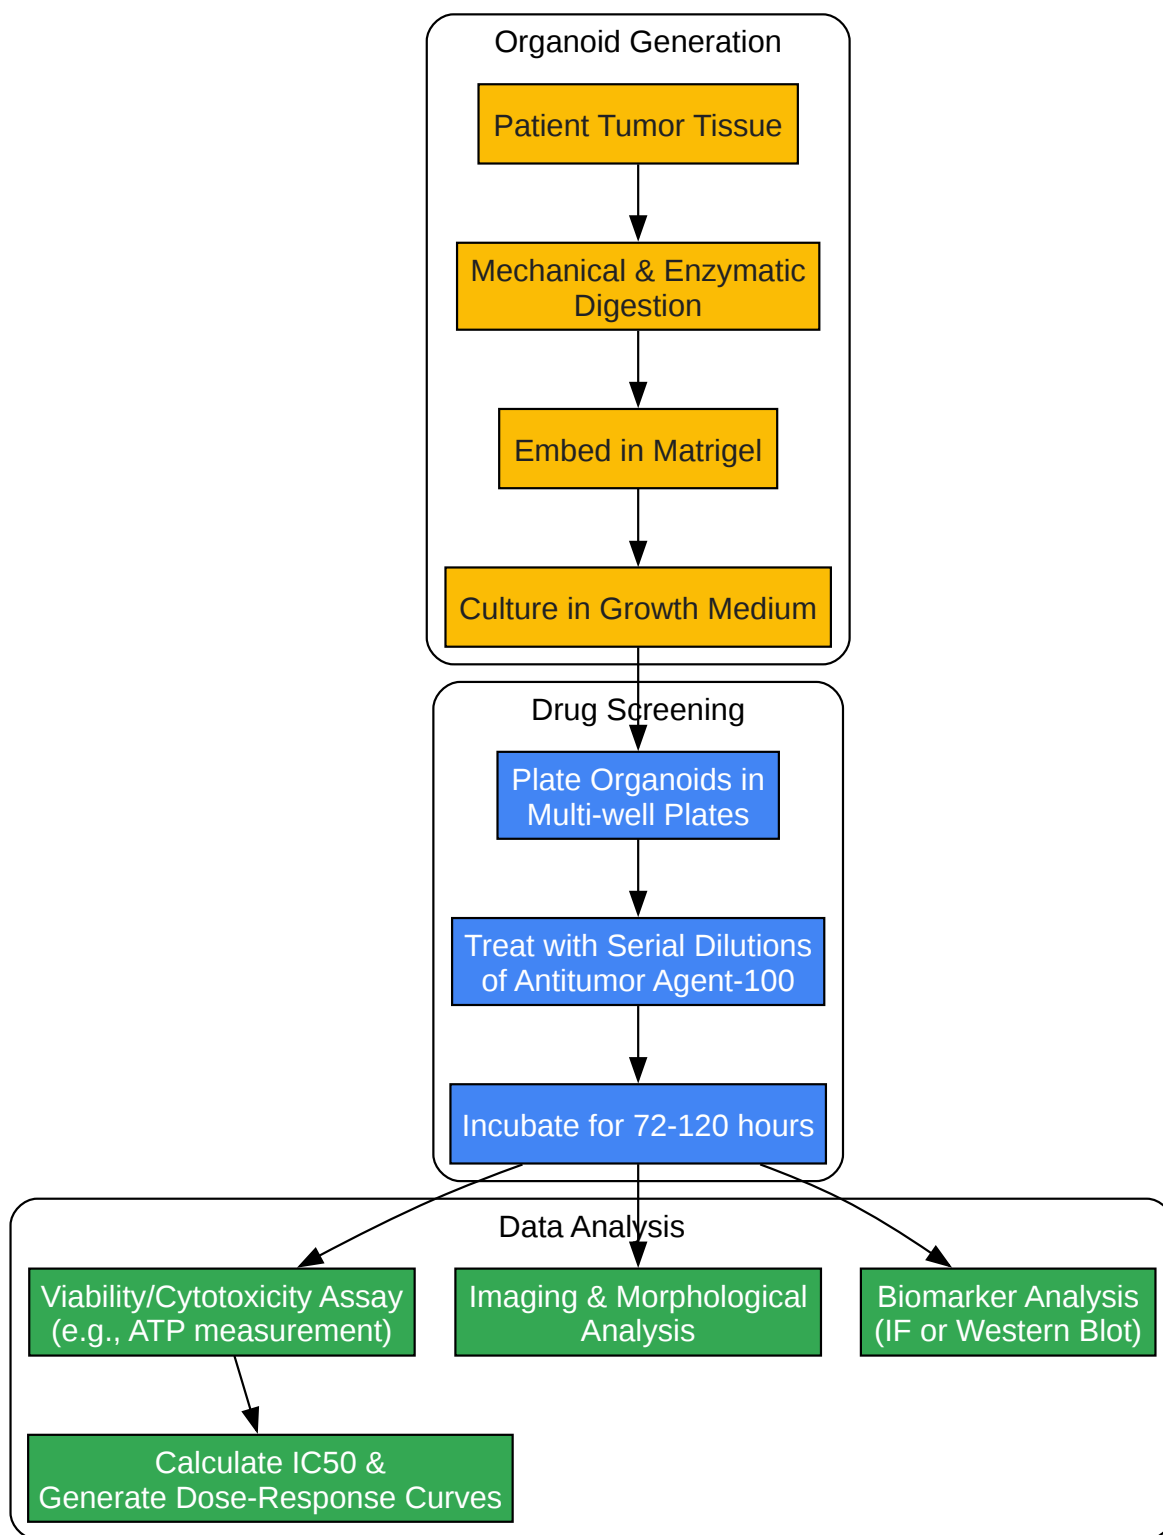 Organoid Generation
Patient Tumor Tissue
Mechanical & Enzymatic
Digestion
Embed in Matrigel
Culture in Growth Medium
Drug Screening
Plate Organoids in
Multi-well Plates
Treat with Serial Dilutions
of Antitumor Agent-100
Incubate for 72-120 hours
Data Analysis
Viability/Cytotoxicity Assay
(e.g., ATP measurement)
Imaging & Morphological
Analysis
Biomarker Analysis
(IF or Western Blot)
Calculate IC50 &
Generate Dose-Response Curves